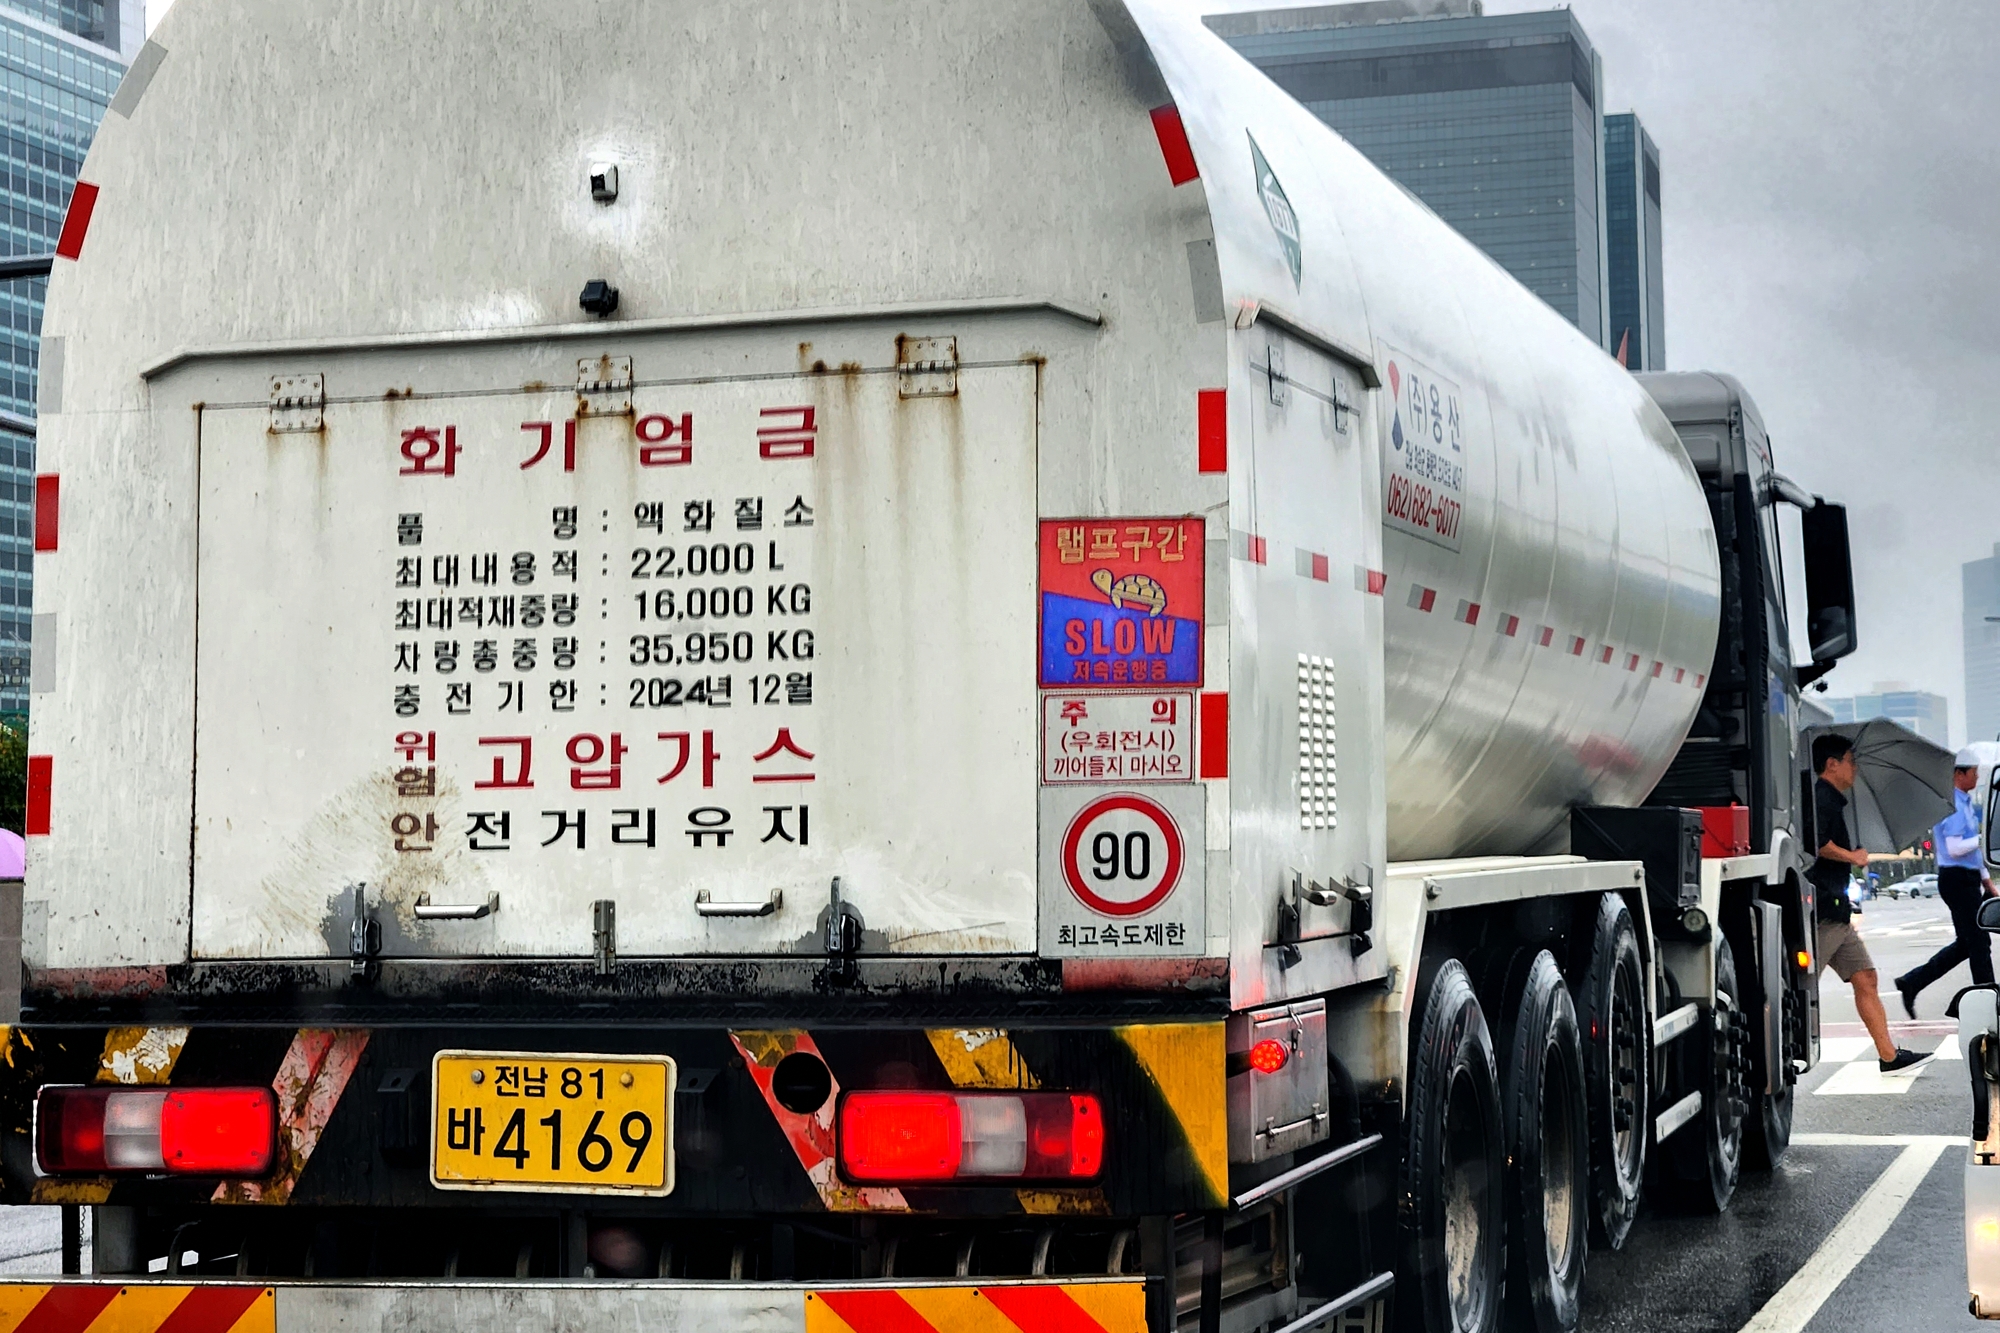 화기엄금
품명 : 액화질소
최대내용적 : 22,000 L
최대적재중량 : 16,000 KG
차량총중량 : 35,950 KG
충전기한 : 2024년 12월
위험 고압가스
안전거리유지
램프구간
SLOW
저속운행중
주의
(우회전시)
끼어들지 마시오
90
최고속도제한
전남 81
바 4169
1977
(주)용산
062)682-6077